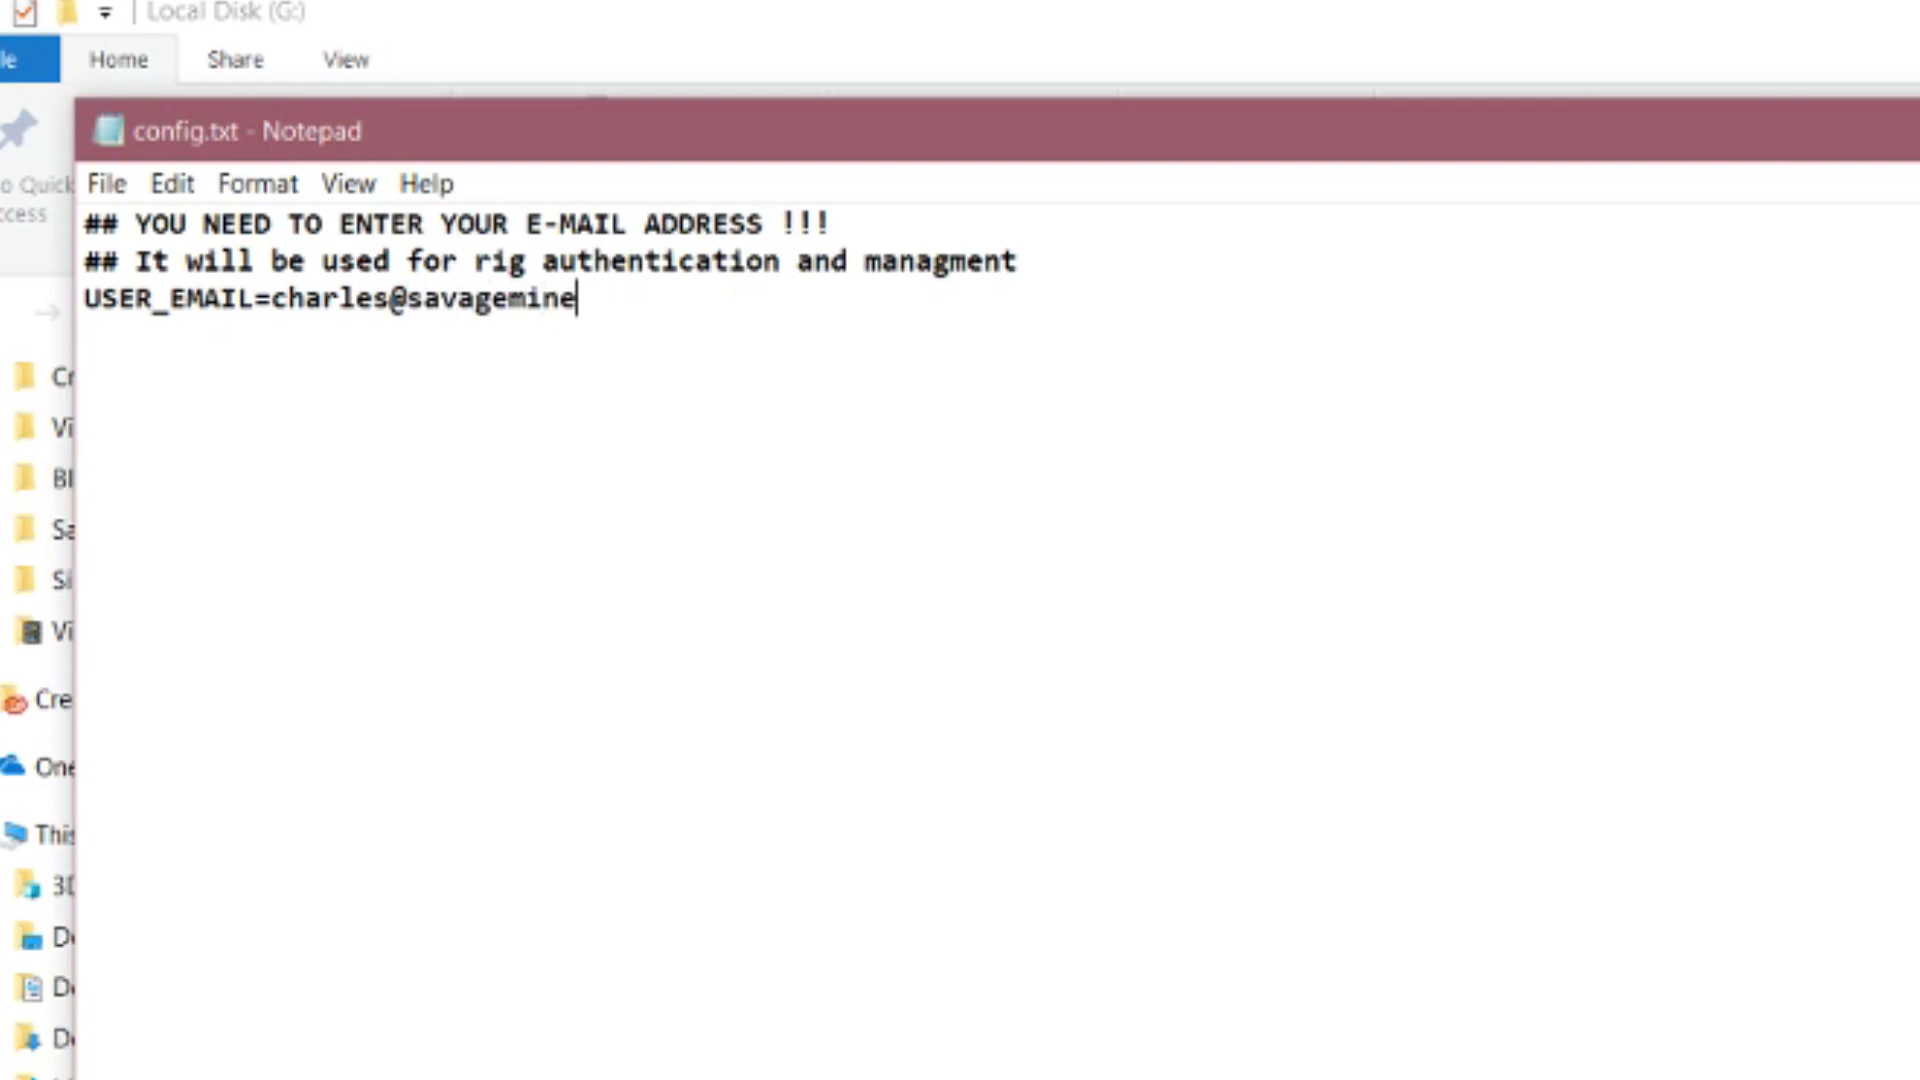 Local Disk (G:)
Home Share View
config.txt - Notepad
File Edit Format View Help
## YOU NEED TO ENTER YOUR E-MAIL ADDRESS !!!
## It will be used for rig authentication and managment
USER_EMAIL=charles@savagemine